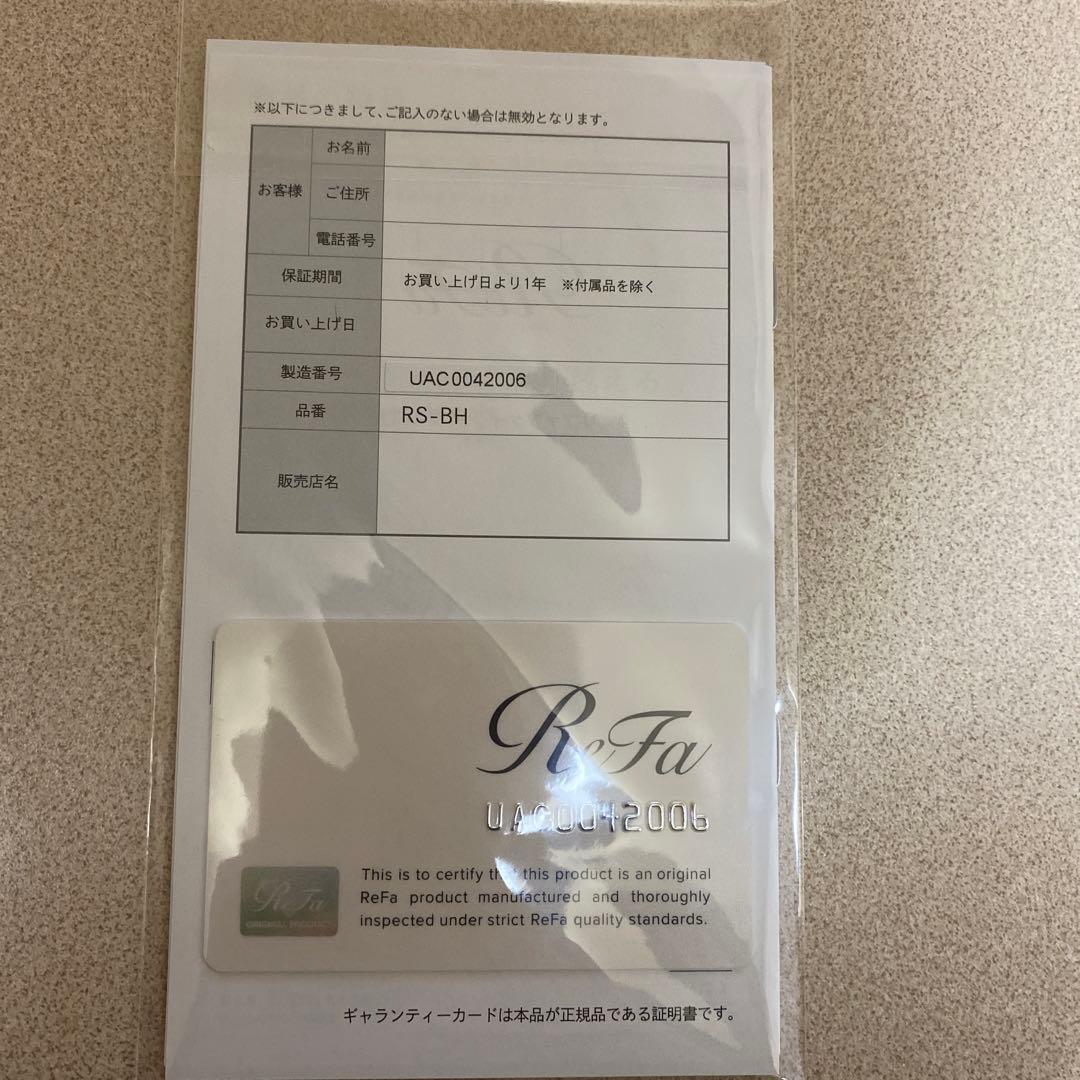 ※以下につきまして、ご記入のない場合は無効となります。
お客様
お名前
ご住所
電話番号
保証期間 お買い上げ日より1年 ※付属品を除く
お買い上げ日
製造番号 UAC0042006
品番 RS-BH
販売店名
ReFa
UAC0042006
This is to certify that this product is an original
ReFa product manufactured and thoroughly
inspected under strict ReFa quality standards.
ReFa
ORIGINAL PRODUCT
ギャランティーカードは本品が正規品である証明書です。